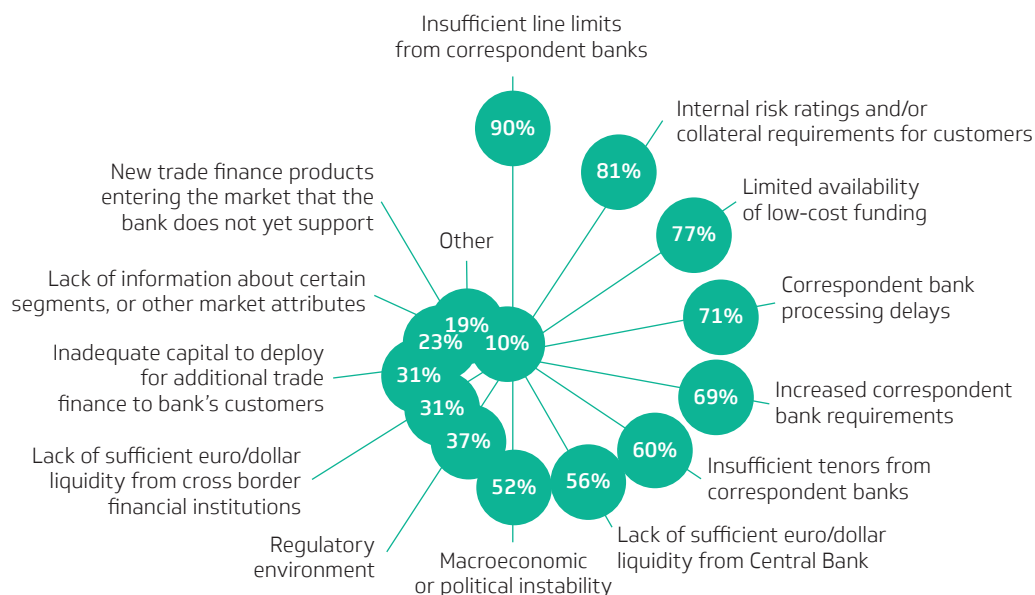 Insufficient line limits
from correspondent banks
90%
Internal risk ratings and/or
collateral requirements for customers
81%
Limited availability
of low-cost funding
77%
Correspondent bank
processing delays
71%
Increased correspondent
bank requirements
69%
Insufficient tenors from
correspondent banks
60%
Lack of sufficient euro/dollar
liquidity from Central Bank
56%
Macroeconomic
or political instability
52%
Regulatory
environment
37%
Lack of sufficient euro/dollar
liquidity from cross border
financial institutions
31%
Inadequate capital to deploy
for additional trade
finance to bank's customers
31%
Lack of information about certain
segments, or other market attributes
23%
New trade finance products
entering the market that the
bank does not yet support
19%
Other
10%